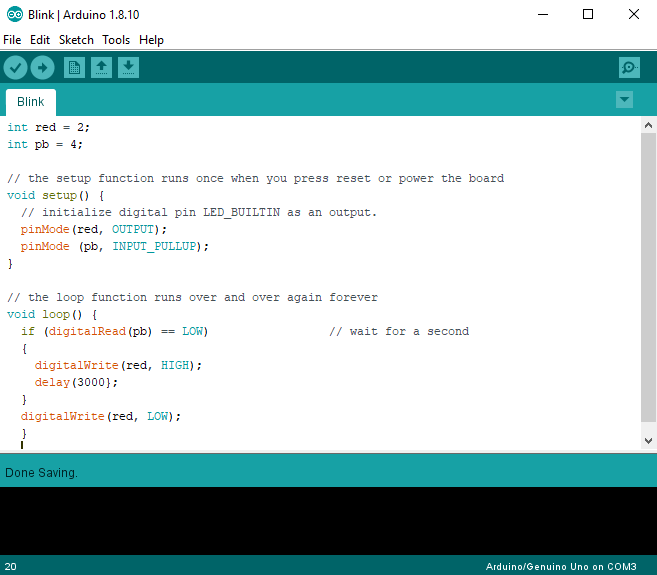 Blink | Arduino 1.8.10
File Edit Sketch Tools Help
Blink
int red = 2;
int pb = 4;
// the setup function runs once when you press reset or power the board
void setup() {
  // initialize digital pin LED_BUILTIN as an output.
  pinMode(red, OUTPUT);
  pinMode (pb, INPUT_PULLUP);
}
// the loop function runs over and over again forever
void loop() {
  if (digitalRead(pb) == LOW)                 // wait for a second
  {
    digitalWrite(red, HIGH);
    delay(3000};
  }
  digitalWrite(red, LOW);
  }
Done Saving.
20 Arduino/Genuino Uno on COM3